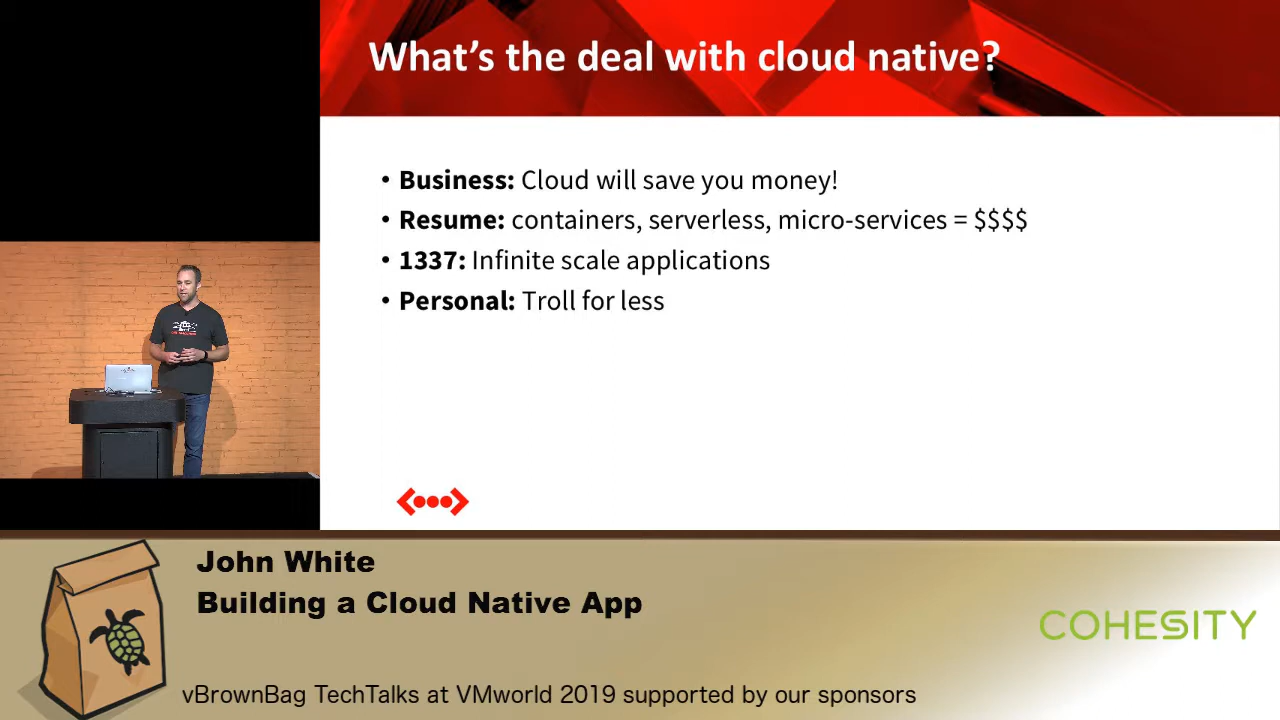 What's the deal with cloud native?
• Business: Cloud will save you money!
• Resume: containers, serverless, micro-services = $$$$
• 1337: Infinite scale applications
• Personal: Troll for less
John White
Building a Cloud Native App
COHESITY
vBrownBag TechTalks at VMworld 2019 supported by our sponsors